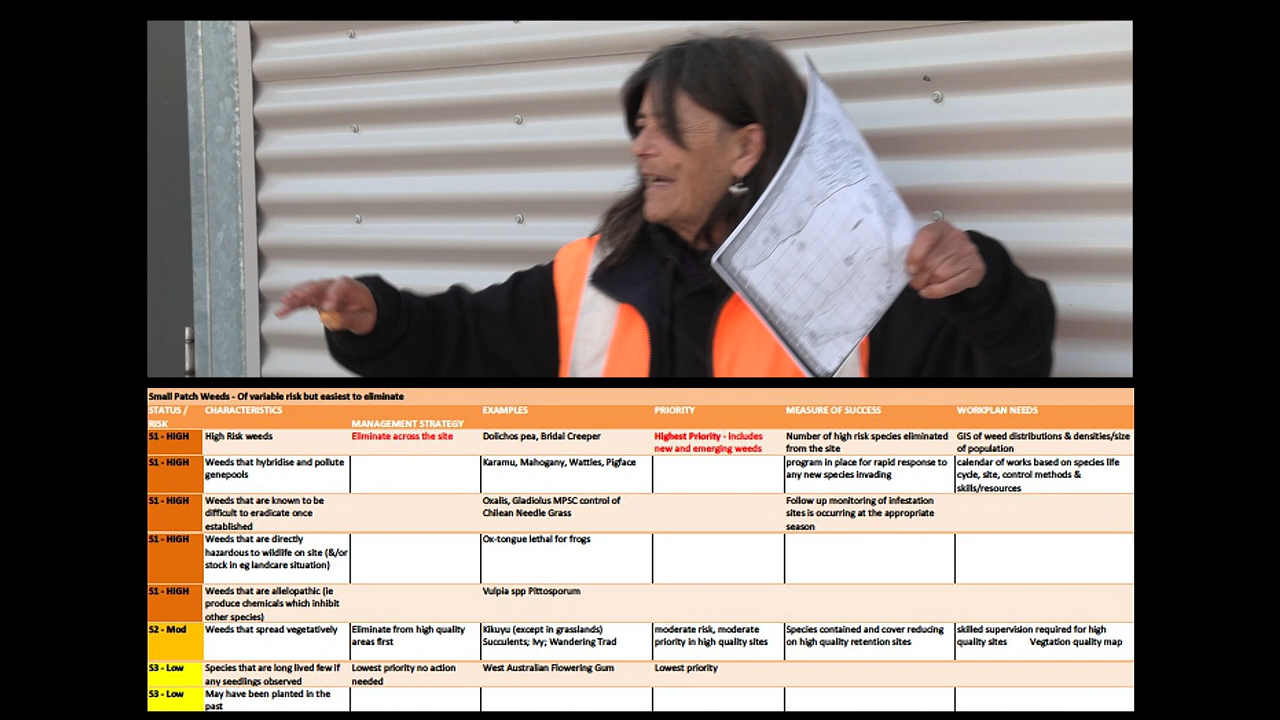 Small Patch Weeds - Of variable risk but easiest to eliminate
STATUS / RISK CHARACTERISTICS MANAGEMENT STRATEGY EXAMPLES PRIORITY MEASURE OF SUCCESS WORKPLAN NEEDS
S1 - HIGH High Risk weeds Eliminate across the site Dolichos pea, Bridal Creeper Highest Priority - includes Number of high risk species eliminated GIS of weed distributions & densities/size
new and emerging weeds from the site of population
S1 - HIGH Weeds that hybridise and pollute Karamu, Mahogany, Wattles, Pigface program in place for rapid response to calendar of works based on species life
genepools any new species invading cycle, site, control methods &
skills/resources
S1 - HIGH Weeds that are known to be Oxalis, Gladiolus MPSC control of Follow up monitoring of infestation
difficult to eradicate once Chilean Needle Grass sites is occurring at the appropriate
established season
S1 - HIGH Weeds that are directly Ox-tongue lethal for frogs
hazardous to wildlife on site (&/or
stock in eg landcare situation)
S1 - HIGH Weeds that are allelopathic (ie Vulpia spp Pittosporum
produce chemicals which inhibit
other species)
S2 - Mod Weeds that spread vegetatively Eliminate from high quality Kikuyu (except in grasslands) moderate risk, moderate Species contained and cover reducing skilled supervision required for high
areas first Succulents; Ivy; Wandering Trad priority in high quality sites on high quality retention sites quality sites Vegtation quality map
S3 - Low Species that are long lived few if Lowest priority no action West Australian Flowering Gum Lowest priority
any seedlings observed needed
S3 - Low May have been planted in the
past